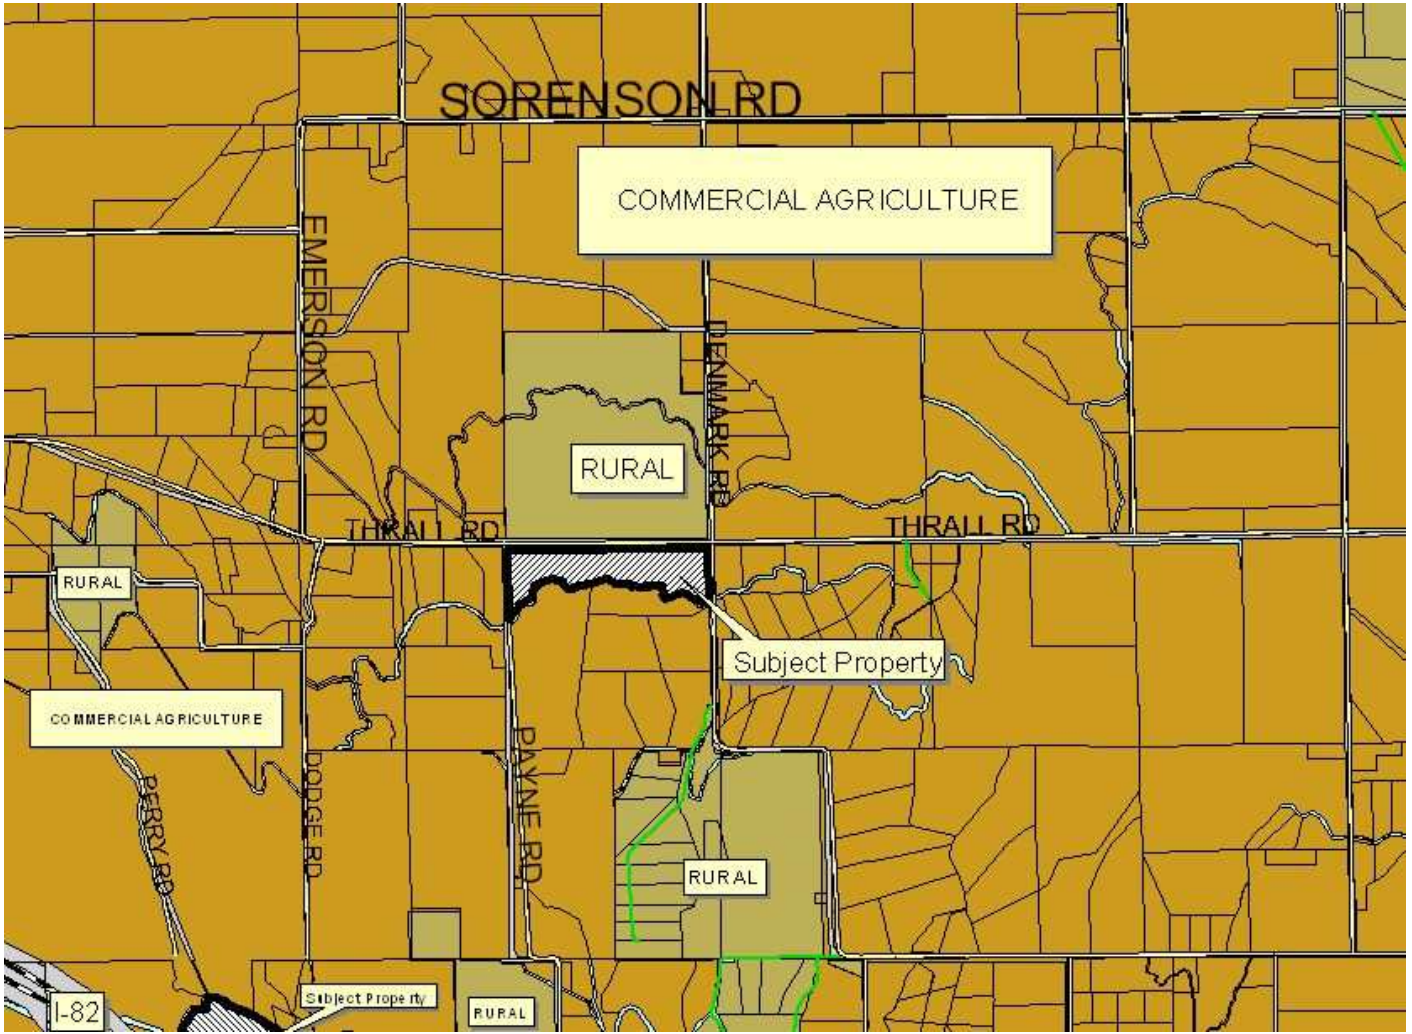 SORENSON RD
COMMERCIAL AGRICULTURE
EMERSON RD
DENMARK RD
RURAL
THRALL RD
THRALL RD
RURAL
Subject Property
COMMERCIAL AGRICULTURE
PERRY RD
DODGE RD
PAYNE RD
RURAL
Subject Property
I-82
RURAL